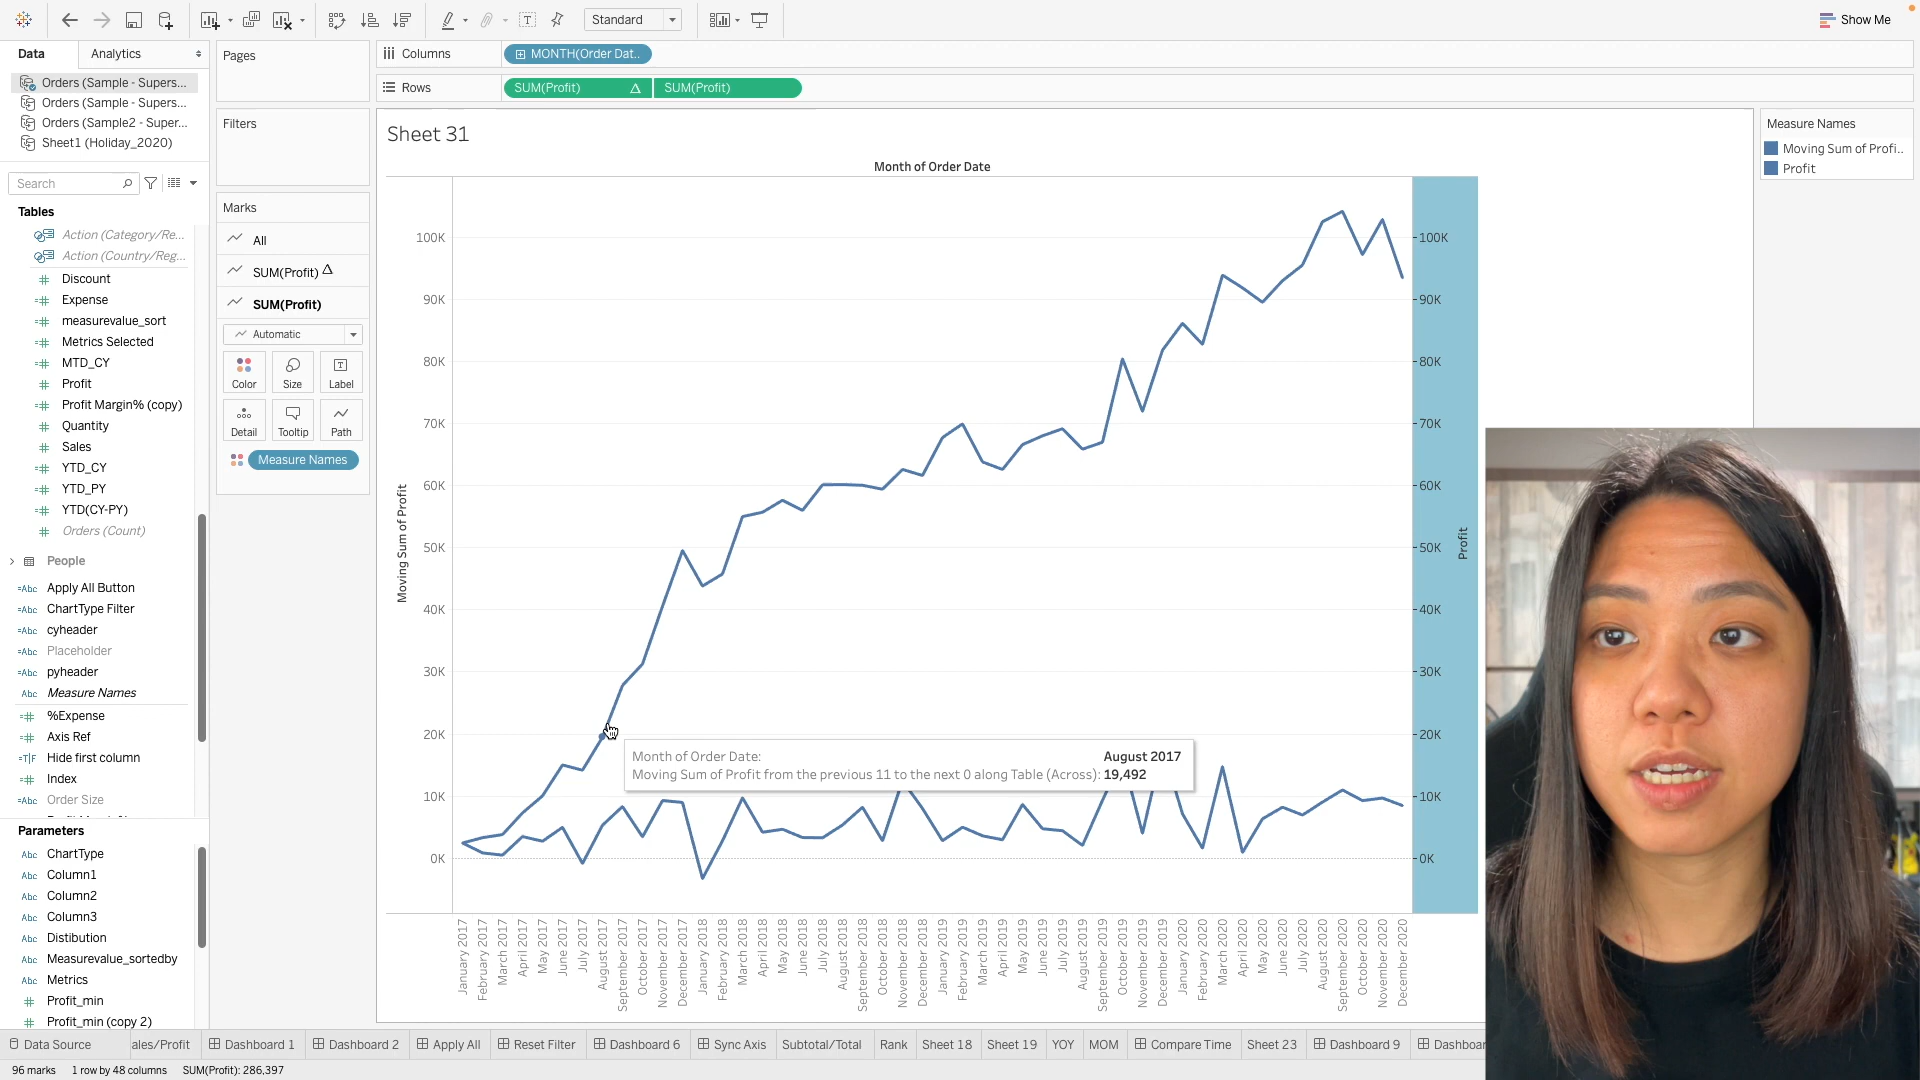 Standard
Show Me
Data
Analytics
Orders (Sample - Supers...
Orders (Sample - Supers...
Orders (Sample2 - Super...
Sheet1 (Holiday_2020)
Search
Tables
Action (Category/Re...
Action (Country/Reg...
Discount
Expense
measurevalue_sort
Metrics Selected
MTD_CY
Profit
Profit Margin% (copy)
Quantity
Sales
YTD_CY
YTD_PY
YTD(CY-PY)
Orders (Count)
People
Apply All Button
ChartType Filter
cyheader
Placeholder
pyheader
Measure Names
%Expense
Axis Ref
Hide first column
Index
Order Size
Parameters
ChartType
Column1
Column2
Column3
Distibution
Measurevalue_sortedby
Metrics
Profit_min
Profit_min (copy 2)
Pages
Filters
Marks
All
SUM(Profit) Δ
SUM(Profit)
Automatic
Color
Size
Label
Detail
Tooltip
Path
Measure Names
Columns
MONTH(Order Dat..
Rows
SUM(Profit) Δ
SUM(Profit)
Sheet 31
Month of Order Date
Moving Sum of Profit
100K
90K
80K
70K
60K
50K
40K
30K
20K
10K
0K
Month of Order Date: August 2017
Moving Sum of Profit from the previous 11 to the next 0 along Table (Across): 19,492
100K
90K
80K
70K
60K
50K
40K
30K
20K
10K
0K
Profit
January 2017
February 2017
March 2017
April 2017
May 2017
June 2017
July 2017
August 2017
September 2017
October 2017
November 2017
December 2017
January 2018
February 2018
March 2018
April 2018
May 2018
June 2018
July 2018
August 2018
September 2018
October 2018
November 2018
December 2018
January 2019
February 2019
March 2019
April 2019
May 2019
June 2019
July 2019
August 2019
September 2019
October 2019
November 2019
December 2019
January 2020
February 2020
March 2020
April 2020
May 2020
June 2020
July 2020
August 2020
September 2020
October 2020
November 2020
December 2020
Measure Names
Moving Sum of Profi..
Profit
Data Source
ales/Profit
Dashboard 1
Dashboard 2
Apply All
Reset Filter
Dashboard 6
Sync Axis
Subtotal/Total
Rank
Sheet 18
Sheet 19
YOY
MOM
Compare Time
Sheet 23
Dashboard 9
Dashboar
96 marks
1 row by 48 columns
SUM(Profit): 286,397